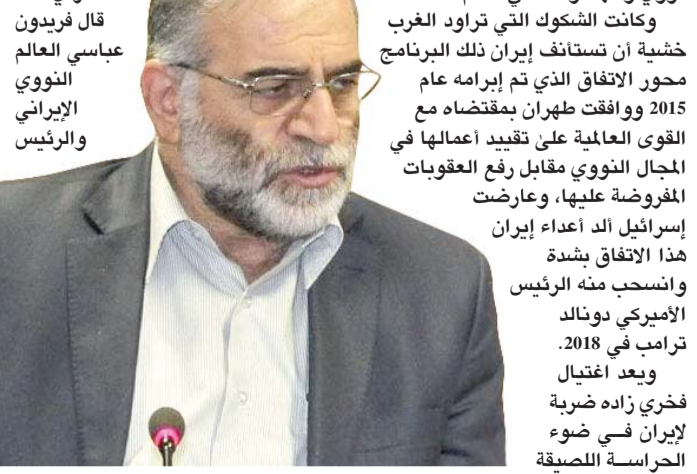 وكانت الشكوك التي تراود الغرب
خشية أن تستأنف إيران ذلك البرنامج
محور الاتفاق الذي تم إبرامه عام
2015 ووافقت طهران بمقتضاه مع
القوى العالمية على تقييد أعمالها في
المجال النووي مقابل رفع العقوبات
المفروضة عليها، وعارضت
إسرائيل ألد أعداء إيران
هذا الاتفاق بشدة
وانسحب منه الرئيس
الأميركي دونالد
ترامب في 2018.
ويعد اغتيال
فخري زاده ضربة
لإيران فــي ضوء
الحراســة اللصيقة
قال فريدون
عباسي العالم
النووي
الإيراني
والرئيس